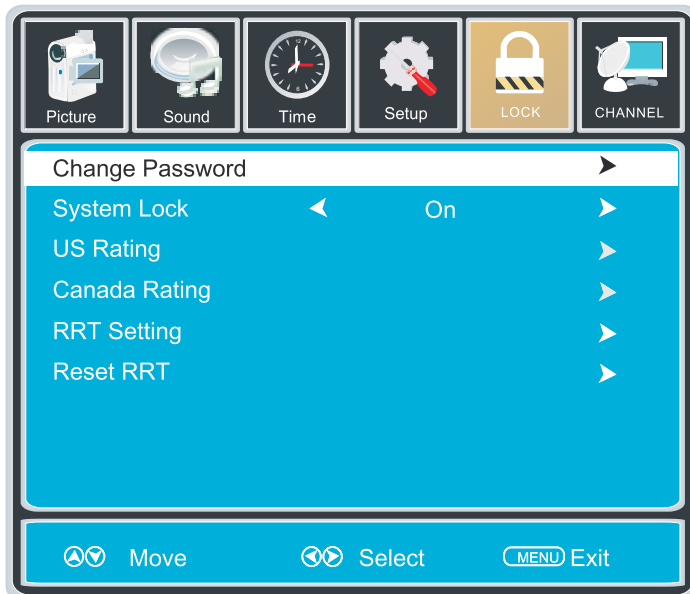 Picture Sound Time Setup LOCK CHANNEL
Change Password
System Lock On
US Rating
Canada Rating
RRT Setting
Reset RRT
Move Select MENU Exit